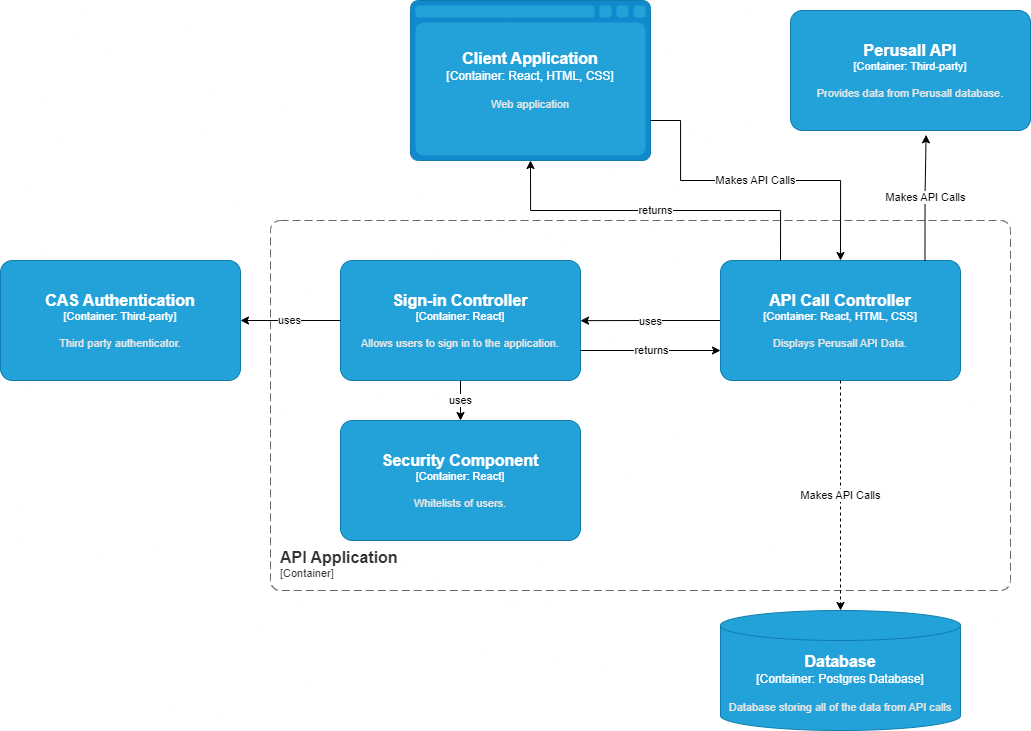 Client Application
[Container: React, HTML, CSS]
Web application
Perusall API
[Container: Third-party]
Provides data from Perusall database.
Makes API Calls
Makes API Calls
returns
CAS Authentication
[Container: Third-party]
Third party authenticator.
uses
Sign-in Controller
[Container: React]
Allows users to sign in to the application.
uses
returns
API Call Controller
[Container: React, HTML, CSS]
Displays Perusall API Data.
uses
Security Component
[Container: React]
Whitelists of users.
Makes API Calls
API Application
[Container]
Database
[Container: Postgres Database]
Database storing all of the data from API calls